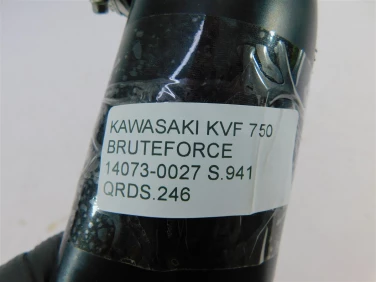 KAWASAKI KVF 750
BRUTEFORCE
14073-0027 S.941
QRDS.246